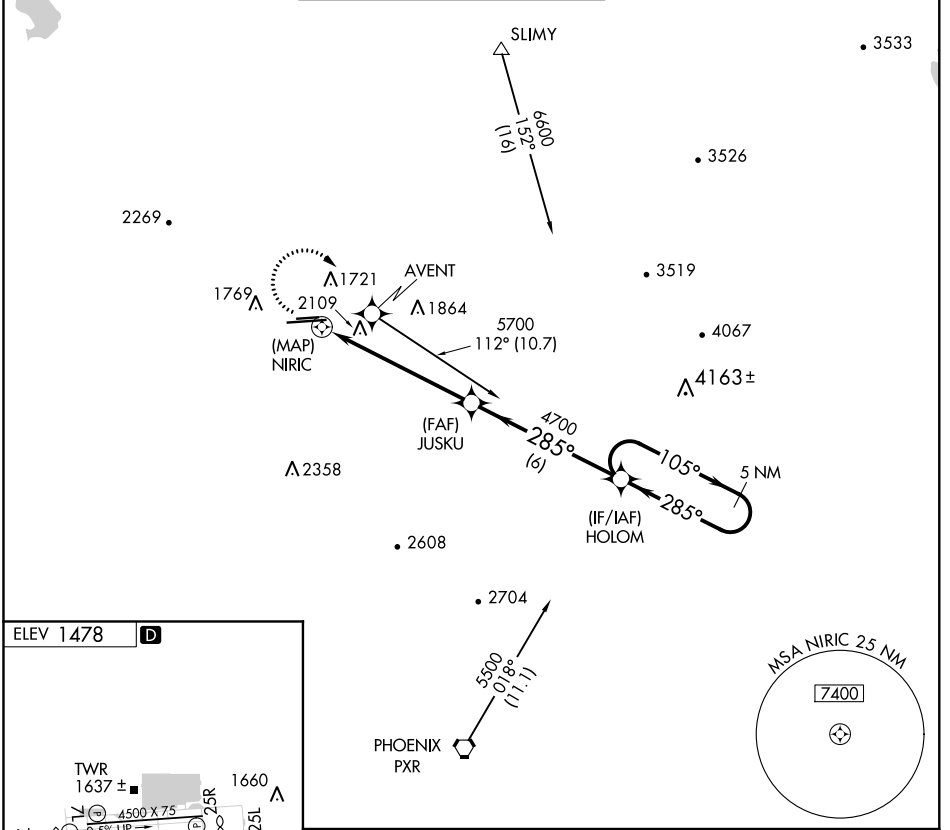 SLIMY
3533
6600
152°
(16)
3526
2269
3519
1721
AVENT
1769
2109
1864
5700
112° (10.7)
4067
(MAP)
NIRIC
4163±
(FAF)
JUSKU
4700
285°
(6)
2358
105°
5 NM
285°
(IF/IAF)
HOLOM
2608
2704
5500
018°
(11.1)
PHOENIX
PXR
MSA NIRIC 25 NM
7400
ELEV 1478 D
TWR
1637 ±
1660
7L
P
4500 X 75
25R
P
25L